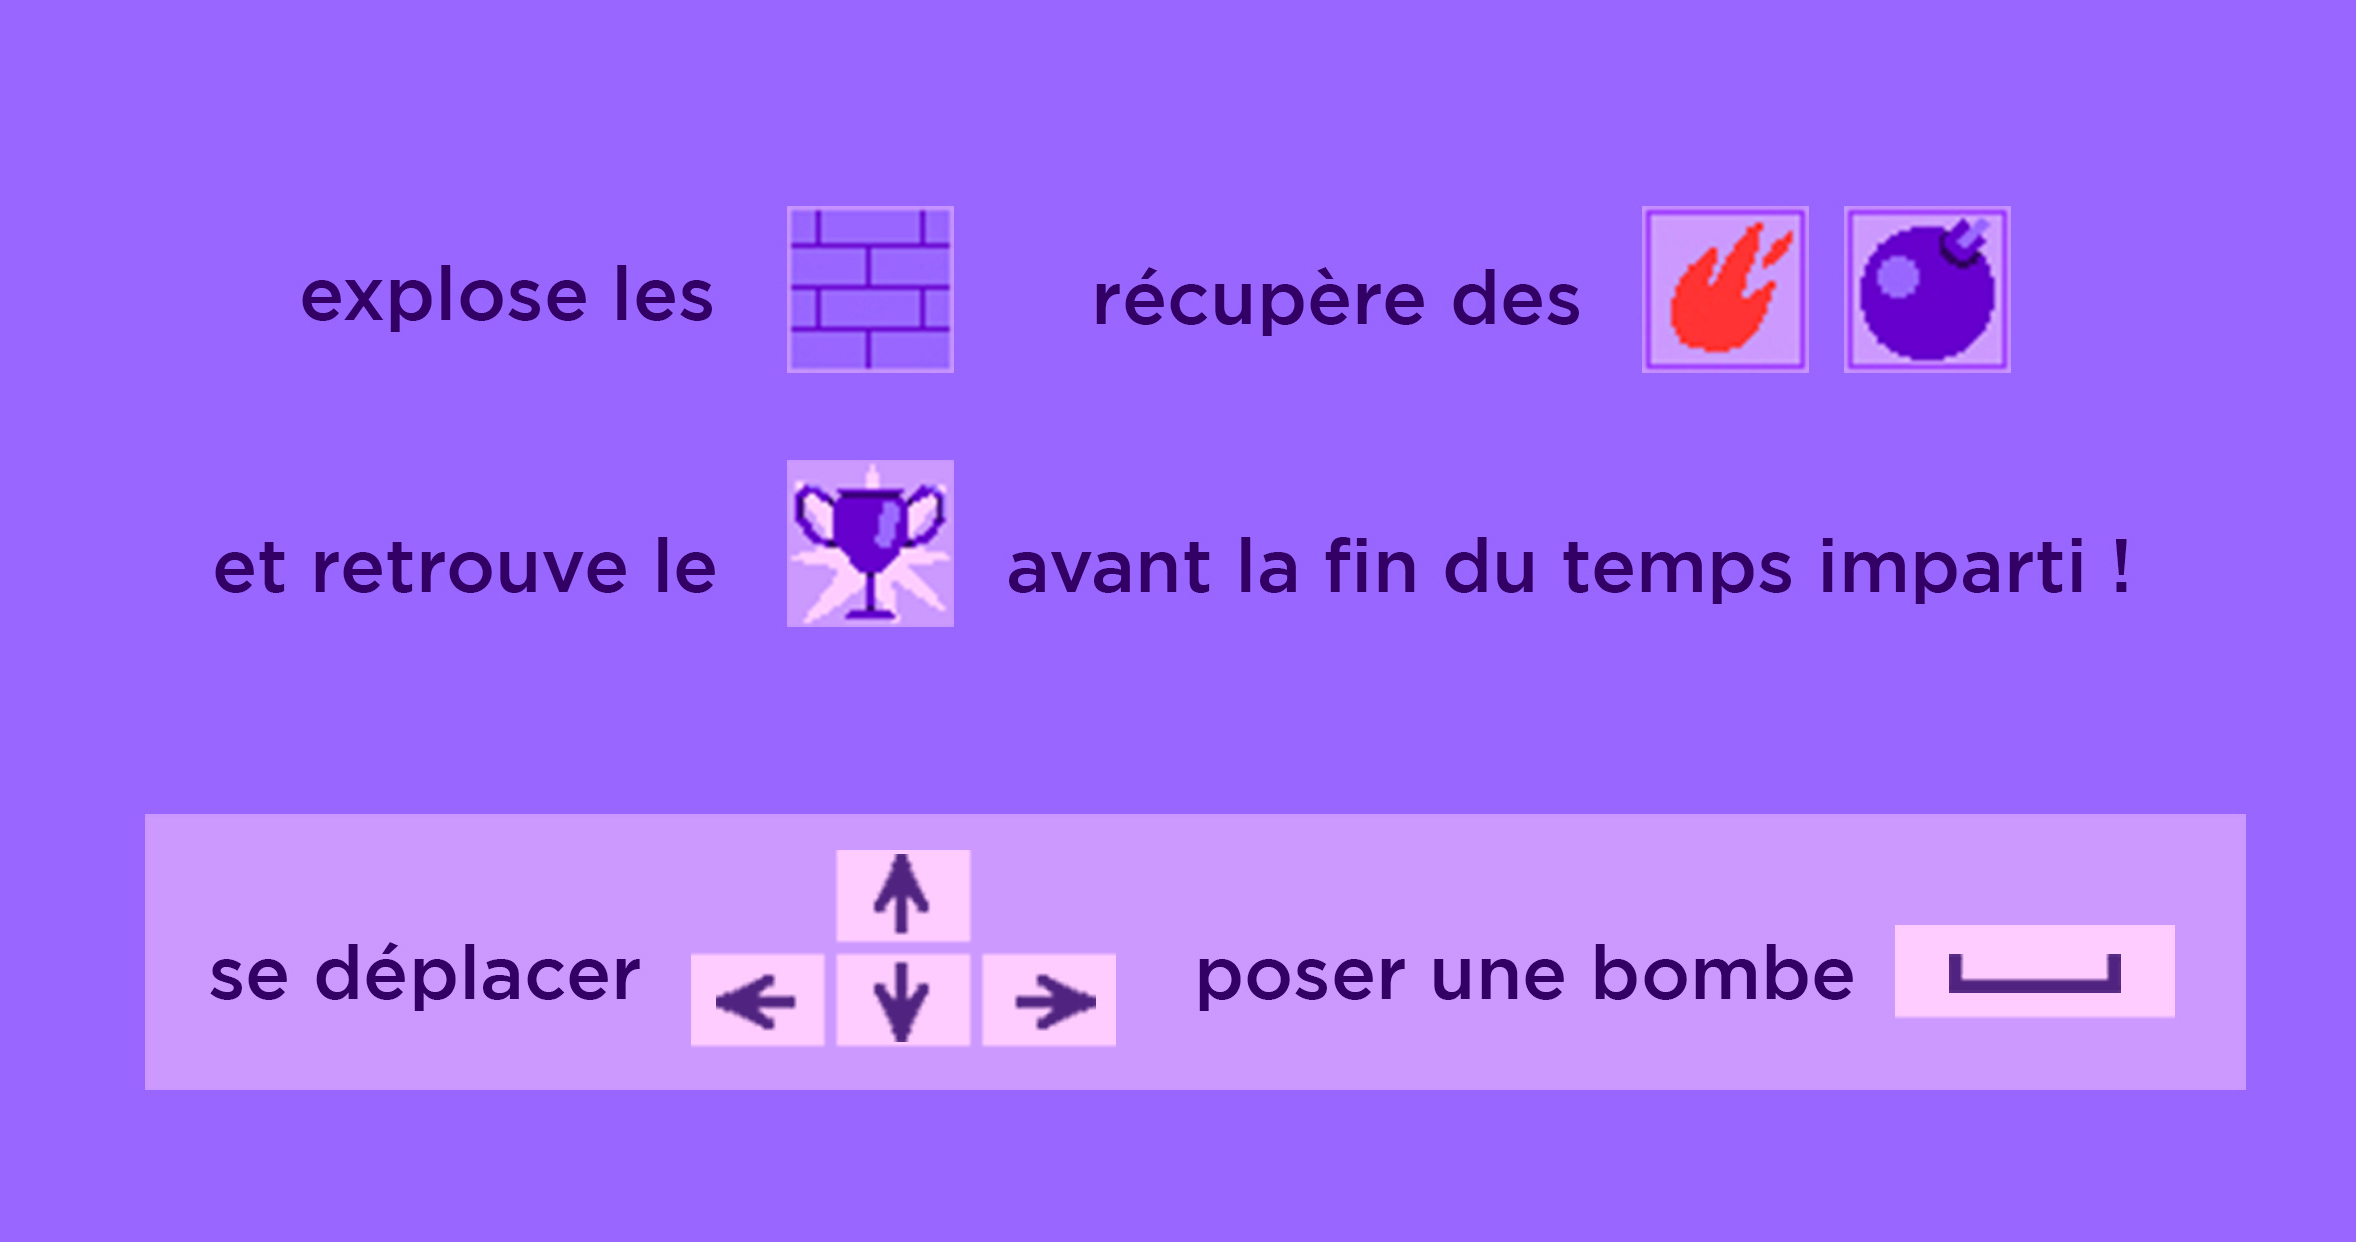 explose les récupère des
et retrouve le avant la fin du temps imparti !
se déplacer poser une bombe